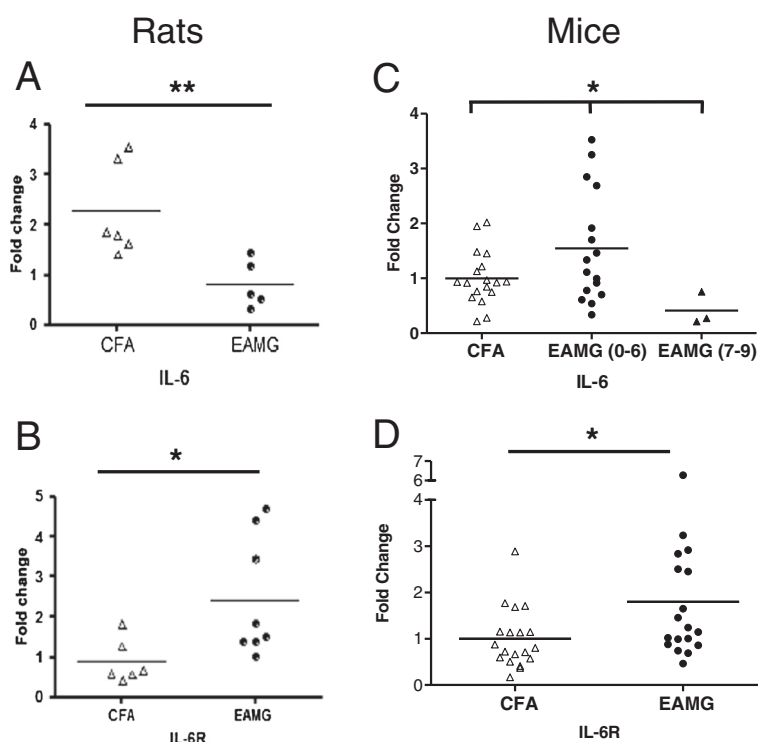 Rats
Mice
A
**
Fold change
4
3
2
1
0
CFA
EAMG
IL-6
C
*
Fold Change
4
3
2
1
0
CFA
EAMG (0-6)
EAMG (7-9)
IL-6
B
*
Fold change
5
4
3
2
1
0
CFA
EAMG
IL-6R
D
*
Fold Change
7
6
4
3
2
1
0
CFA
EAMG
IL-6R